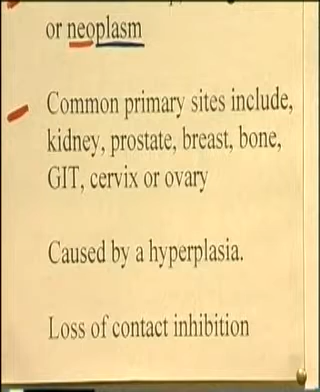 or neoplasm
Common primary sites include,
kidney, prostate, breast, bone,
GIT, cervix or ovary
Caused by a hyperplasia.
Loss of contact inhibition